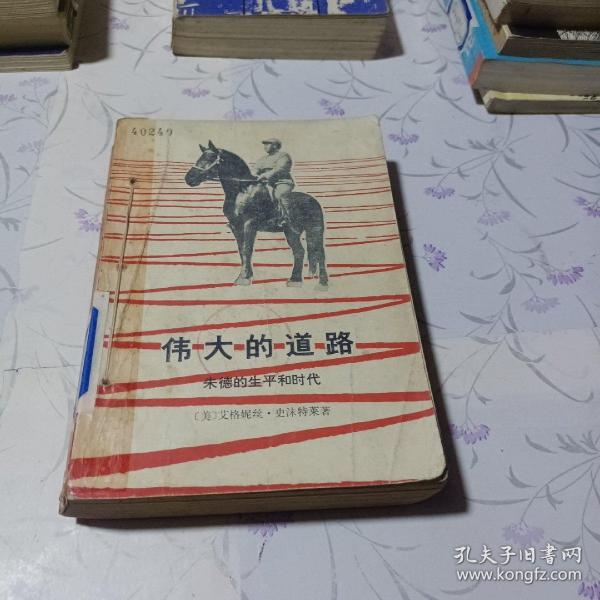 40249
伟大的道路
朱德的生平和时代
〔美〕艾格妮丝·史沫特莱著
孔夫子旧书网
www.kongfz.com